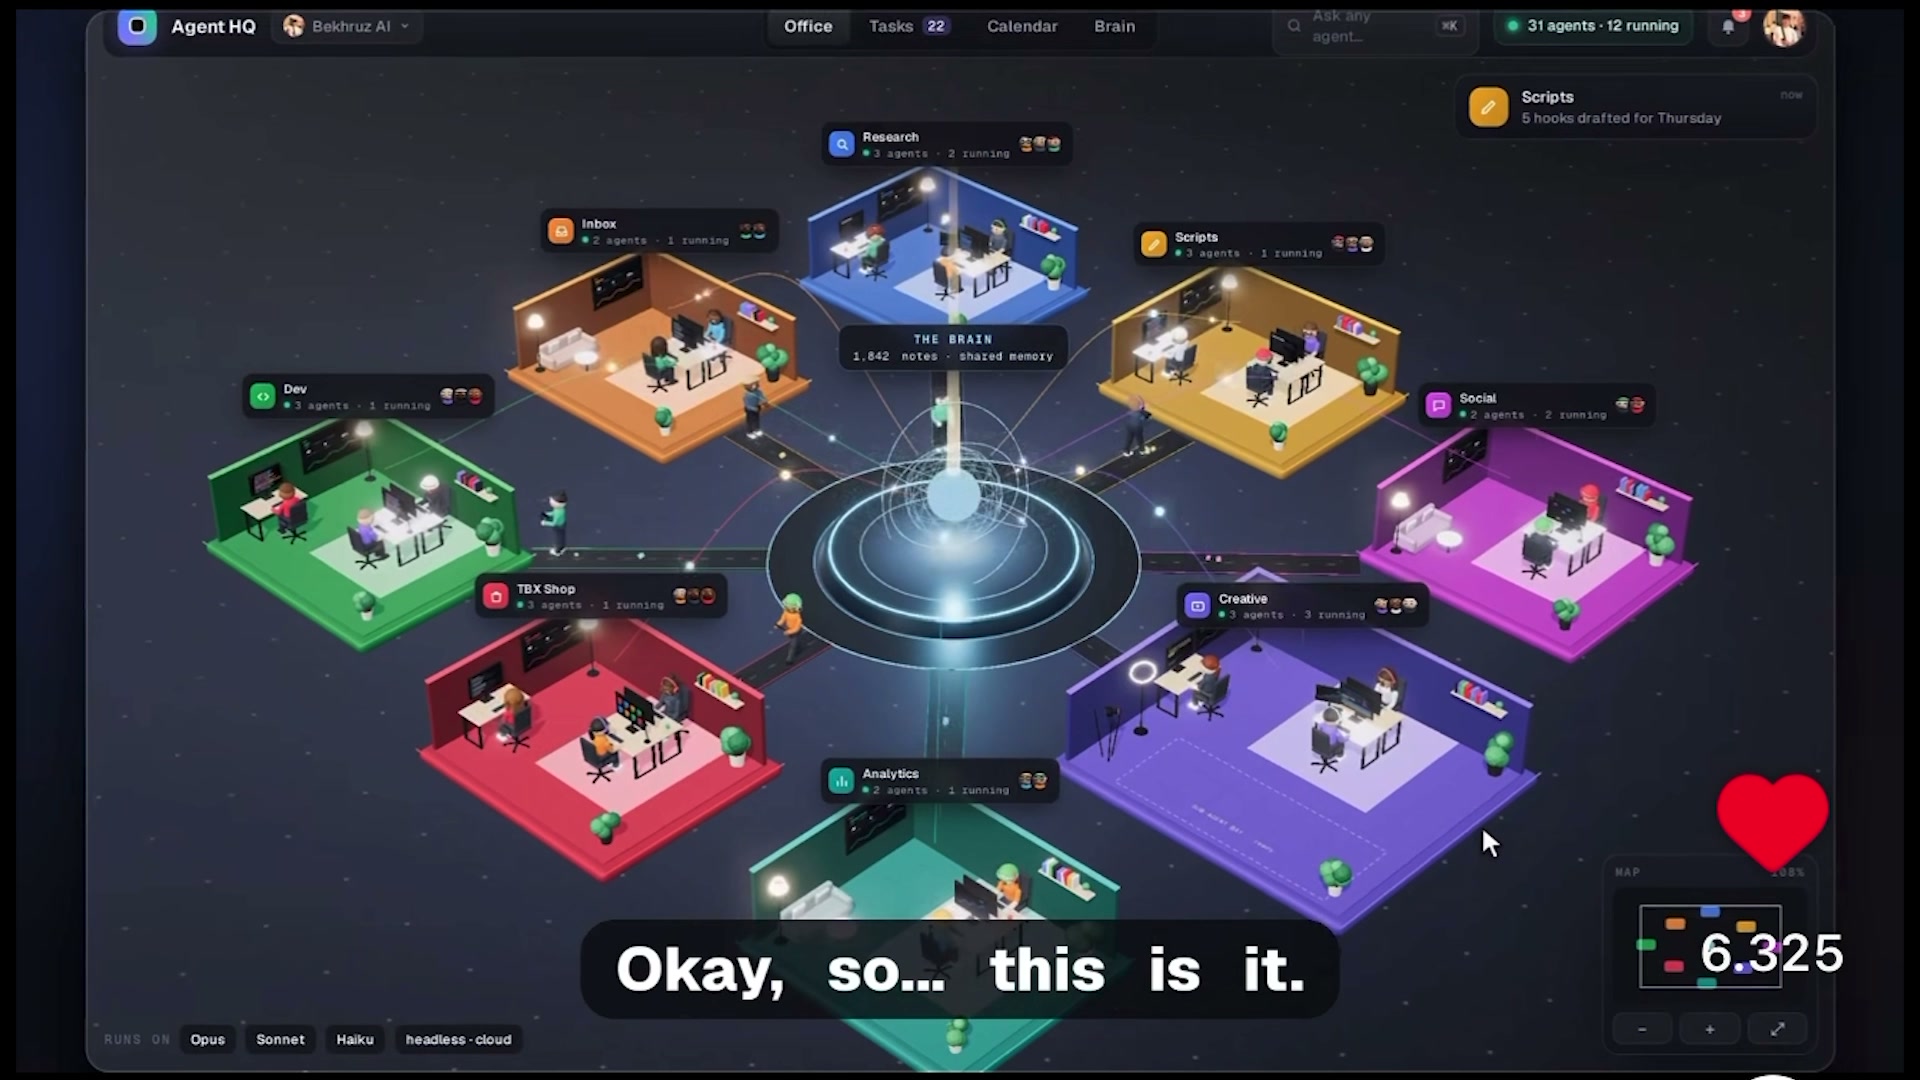 Agent HQ
Bekhruz AI
Office
Tasks 22
Calendar
Brain
Ask any agent...
⌘K
31 agents · 12 running
3
Scripts
now
5 hooks drafted for Thursday
Research
3 agents · 2 running
Inbox
2 agents · 1 running
Scripts
3 agents · 1 running
THE BRAIN
1,842 notes · shared memory
Dev
3 agents · 1 running
Social
2 agents · 2 running
TBX Shop
3 agents · 1 running
Creative
3 agents · 3 running
Analytics
2 agents · 1 running
MAP
108%
6.325
Okay, so... this is it.
RUNS ON
Opus
Sonnet
Haiku
headless · cloud